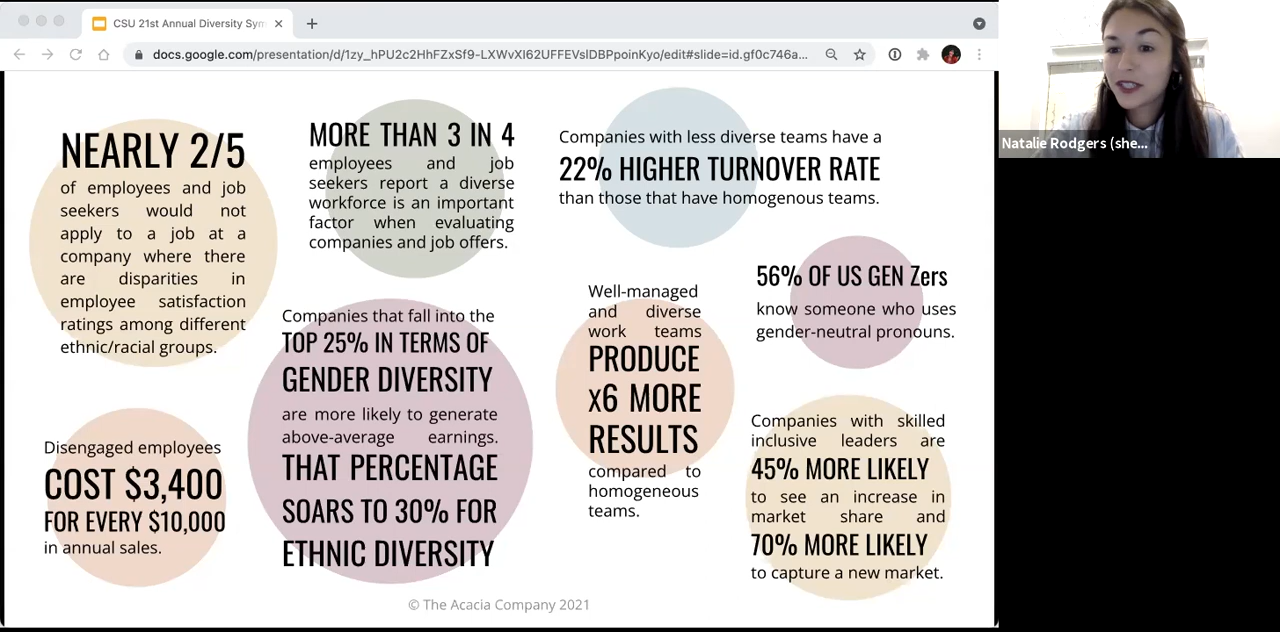 CSU 21st Annual Diversity Sym
docs.google.com/presentation/d/1zy_hPU2c2HhFZxSf9-LXWvXI62UFFEVslDBPpoinKyo/edit#slide=id.gf0c746a...
Natalie Rodgers (she...
NEARLY 2/5
of employees and job
seekers would not
apply to a job at a
company where there
are disparities in
employee satisfaction
ratings among different
ethnic/racial groups.
MORE THAN 3 IN 4
employees and job
seekers report a diverse
workforce is an important
factor when evaluating
companies and job offers.
Companies with less diverse teams have a
22% HIGHER TURNOVER RATE
than those that have homogenous teams.
56% OF US GEN Zers
know someone who uses
gender-neutral pronouns.
Companies that fall into the
TOP 25% IN TERMS OF
GENDER DIVERSITY
are more likely to generate
above-average earnings.
THAT PERCENTAGE
SOARS TO 30% FOR
ETHNIC DIVERSITY
Well-managed
and diverse
work teams
PRODUCE
x6 MORE
RESULTS
compared to
homogeneous
teams.
Disengaged employees
COST $3,400
FOR EVERY $10,000
in annual sales.
Companies with skilled
inclusive leaders are
45% MORE LIKELY
to see an increase in
market share and
70% MORE LIKELY
to capture a new market.
© The Acacia Company 2021